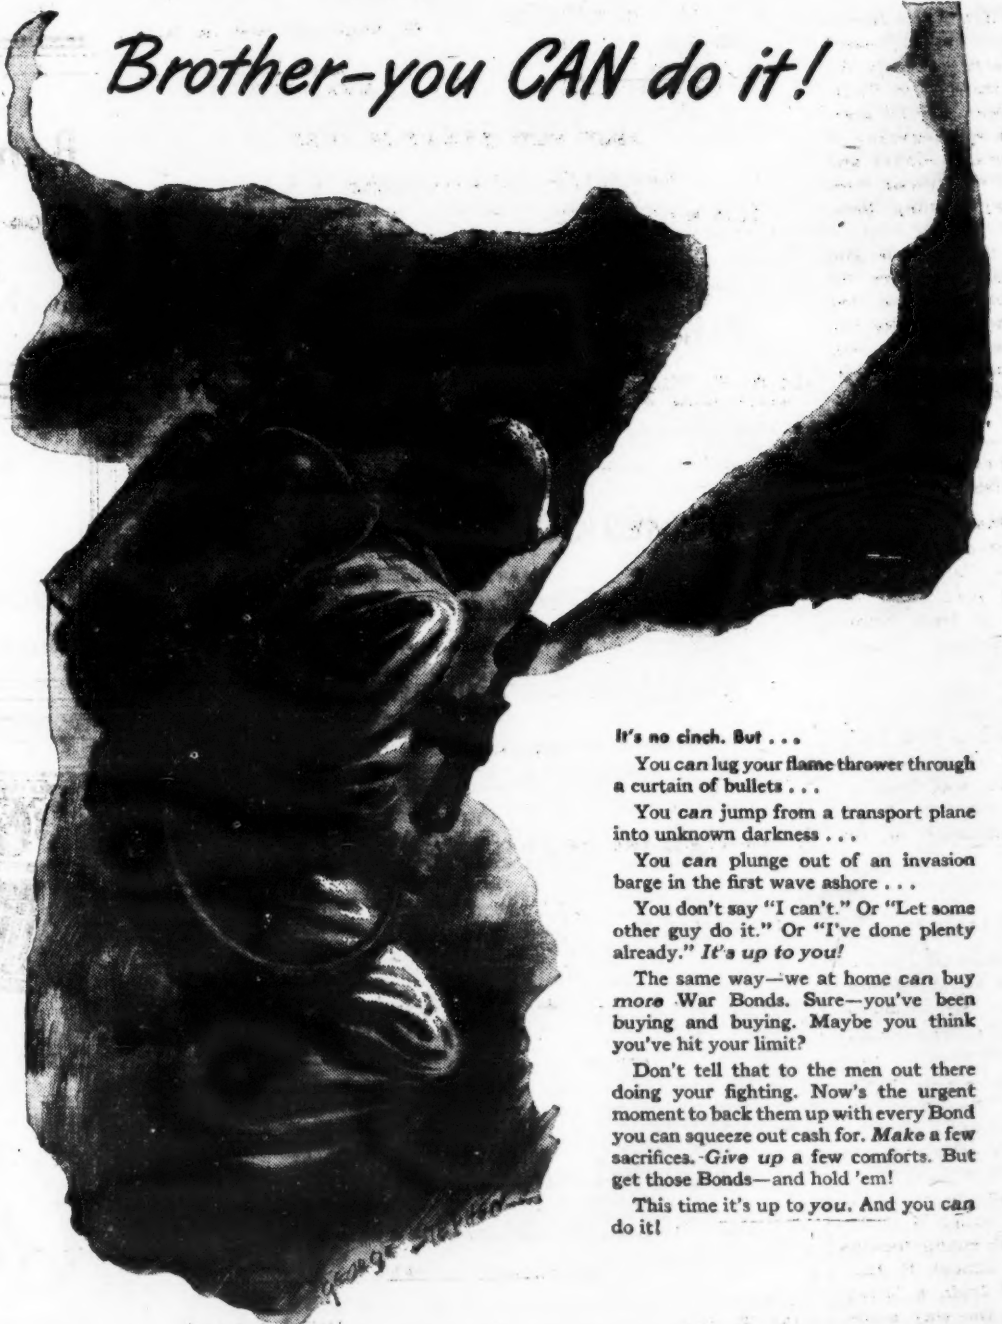 Brother-you CAN do it!
It's no cinch. But . . .
You can lug your flame thrower through
a curtain of bullets . . .
You can jump from a transport plane
into unknown darkness . . .
You can plunge out of an invasion
barge in the first wave ashore . . .
You don't say "I can't." Or "Let some
other guy do it." Or "I've done plenty
already." It's up to you!
The same way—we at home can buy
more War Bonds. Sure—you've been
buying and buying. Maybe you think
you've hit your limit?
Don't tell that to the men out there
doing your fighting. Now's the urgent
moment to back them up with every Bond
you can squeeze out cash for. Make a few
sacrifices. Give up a few comforts. But
get those Bonds—and hold 'em!
This time it's up to you. And you can
do it!
George